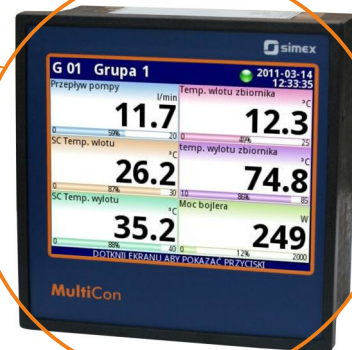 simex
G 01 Grupa 1
2011-03-14
12:33:35
Przepływ pompy
l/min
11.7
0 59% 20
Temp. wlotu zbiornika
°C
12.3
0 49% 25
SC Temp. wlotu
°C
26.2
0 87% 30
temp. wylotu zbiornika
°C
74.8
10 86% 85
SC Temp. wylotu
°C
35.2
0 88% 40
Moc bojlera
W
249
0 12% 2000
DOTKNIJ EKRANU ABY POKAZAĆ PRZYCISKI
MultiCon